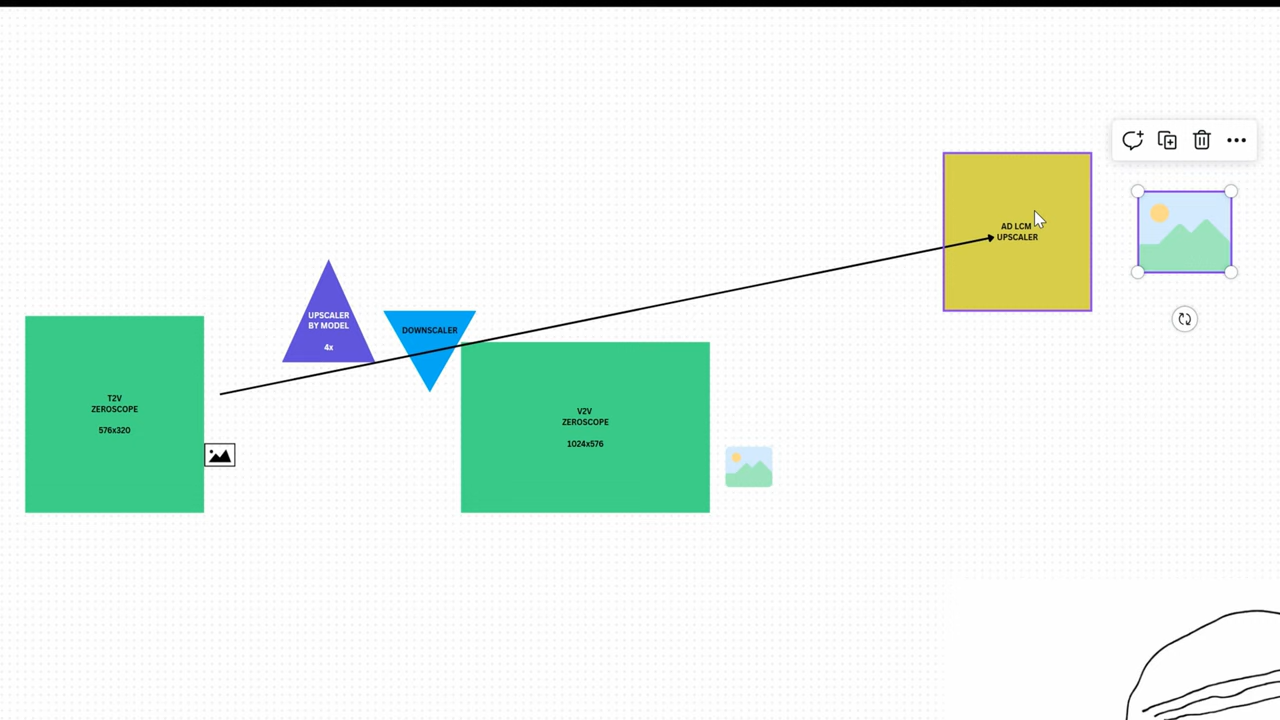 T2V
ZEROSCOPE
576x320
UPSCALER
BY MODEL
4x
DOWNSCALER
V2V
ZEROSCOPE
1024x576
AD LCM
UPSCALER